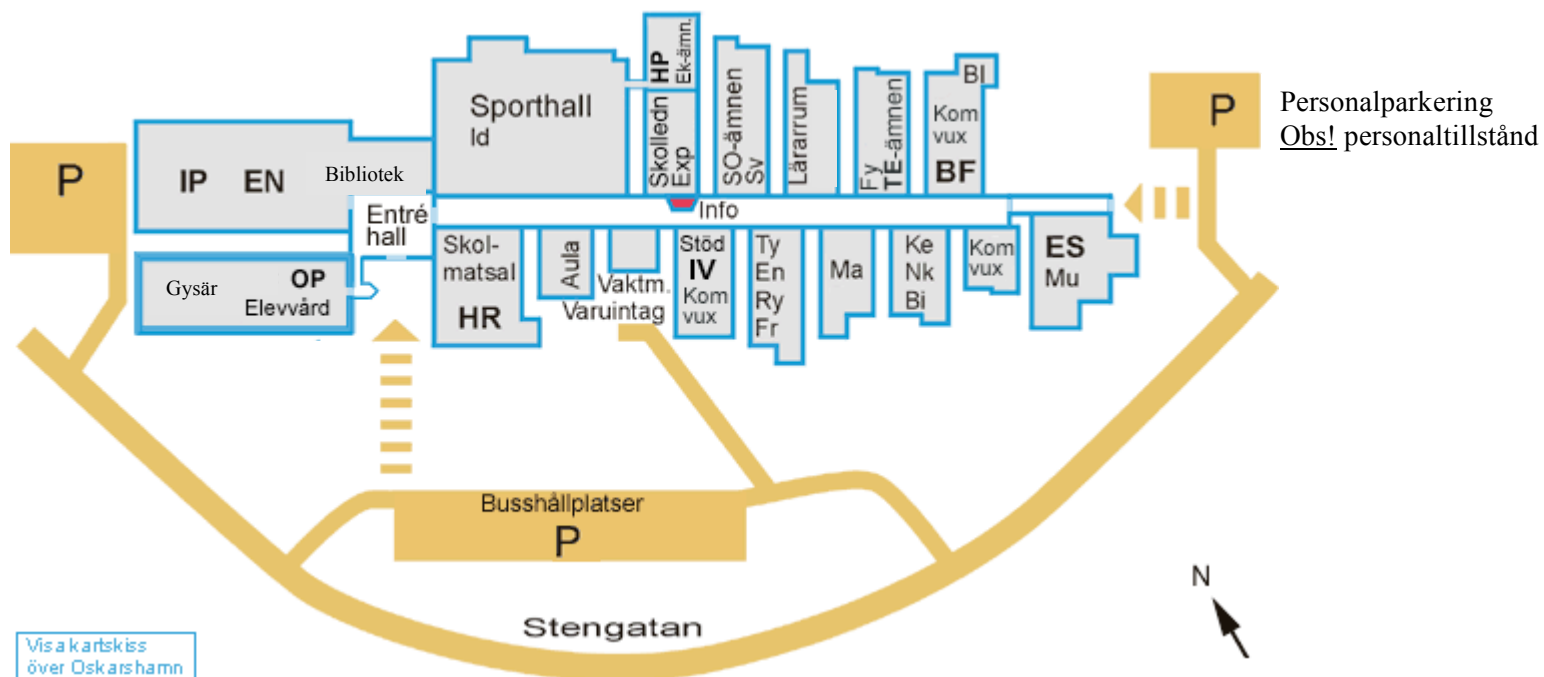 P
IP EN
Bibliotek
Entré
hall
Gysär
OP
Elevvård
Sporthall
Id
HP
Ek-ämn.
Skolledn
Exp
SO-ämnen
Sv
Lärarrum
Fy
TE-ämnen
BI
Kom
vux
BF
Info
Skol-
matsal
HR
Aula
Vaktm.
Varuintag
Stöd
IV
Kom
vux
Ty
En
Ry
Fr
Ma
Ke
Nk
Bi
Kom
vux
ES
Mu
P
Personalparkering
Obs! personaltillstånd
Busshållplatser
P
Stengatan
N
Visa kartskiss
över Oskarshamn